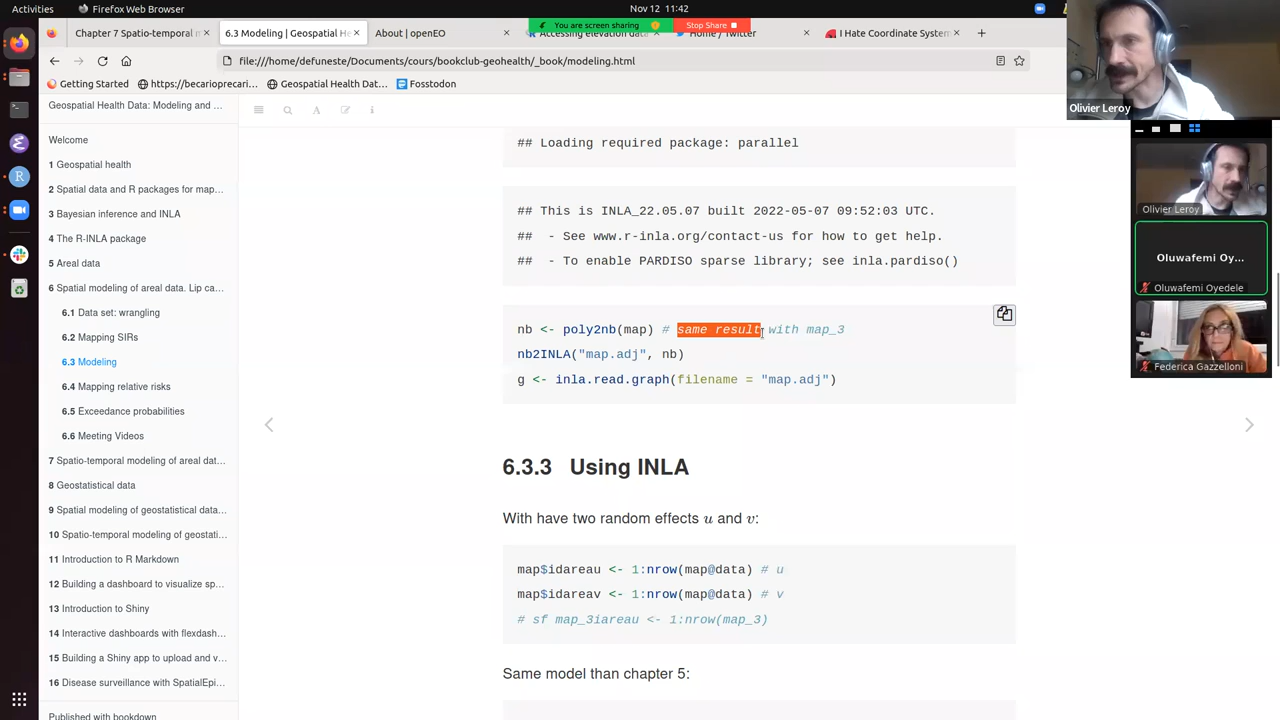 Activities
Firefox Web Browser
Nov 12 11:42
You are screen sharing
Stop Share
Chapter 7 Spatio-temporal m
6.3 Modeling | Geospatial He
About | openEO
Accessing elevation data
Home / Twitter
I Hate Coordinate System
file:///home/defuneste/Documents/cours/bookclub-geohealth/_book/modeling.html
Getting Started
https://becarioprecari...
Geospatial Health Dat...
Fosstodon
Geospatial Health Data: Modeling and ...
Welcome
1 Geospatial health
2 Spatial data and R packages for map...
3 Bayesian inference and INLA
4 The R-INLA package
5 Areal data
6 Spatial modeling of areal data. Lip ca...
6.1 Data set: wrangling
6.2 Mapping SIRs
6.3 Modeling
6.4 Mapping relative risks
6.5 Exceedance probabilities
6.6 Meeting Videos
7 Spatio-temporal modeling of areal dat...
8 Geostatistical data
9 Spatial modeling of geostatistical data...
10 Spatio-temporal modeling of geostati...
11 Introduction to R Markdown
12 Building a dashboard to visualize sp...
13 Introduction to Shiny
14 Interactive dashboards with flexdash...
15 Building a Shiny app to upload and v...
16 Disease surveillance with SpatialEpi...
Published with bookdown
## Loading required package: parallel
## This is INLA_22.05.07 built 2022-05-07 09:52:03 UTC.
## - See www.r-inla.org/contact-us for how to get help.
## - To enable PARDISO sparse library; see inla.pardiso()
nb <- poly2nb(map) # same result with map_3
nb2INLA("map.adj", nb)
g <- inla.read.graph(filename = "map.adj")
6.3.3 Using INLA
With have two random effects u and v:
map$idareau <- 1:nrow(map@data) # u
map$idareav <- 1:nrow(map@data) # v
# sf map_3iareau <- 1:nrow(map_3)
Same model than chapter 5:
Olivier Leroy
Olivier Leroy
Oluwafemi Oy...
Oluwafemi Oyedele
Federica Gazzelloni